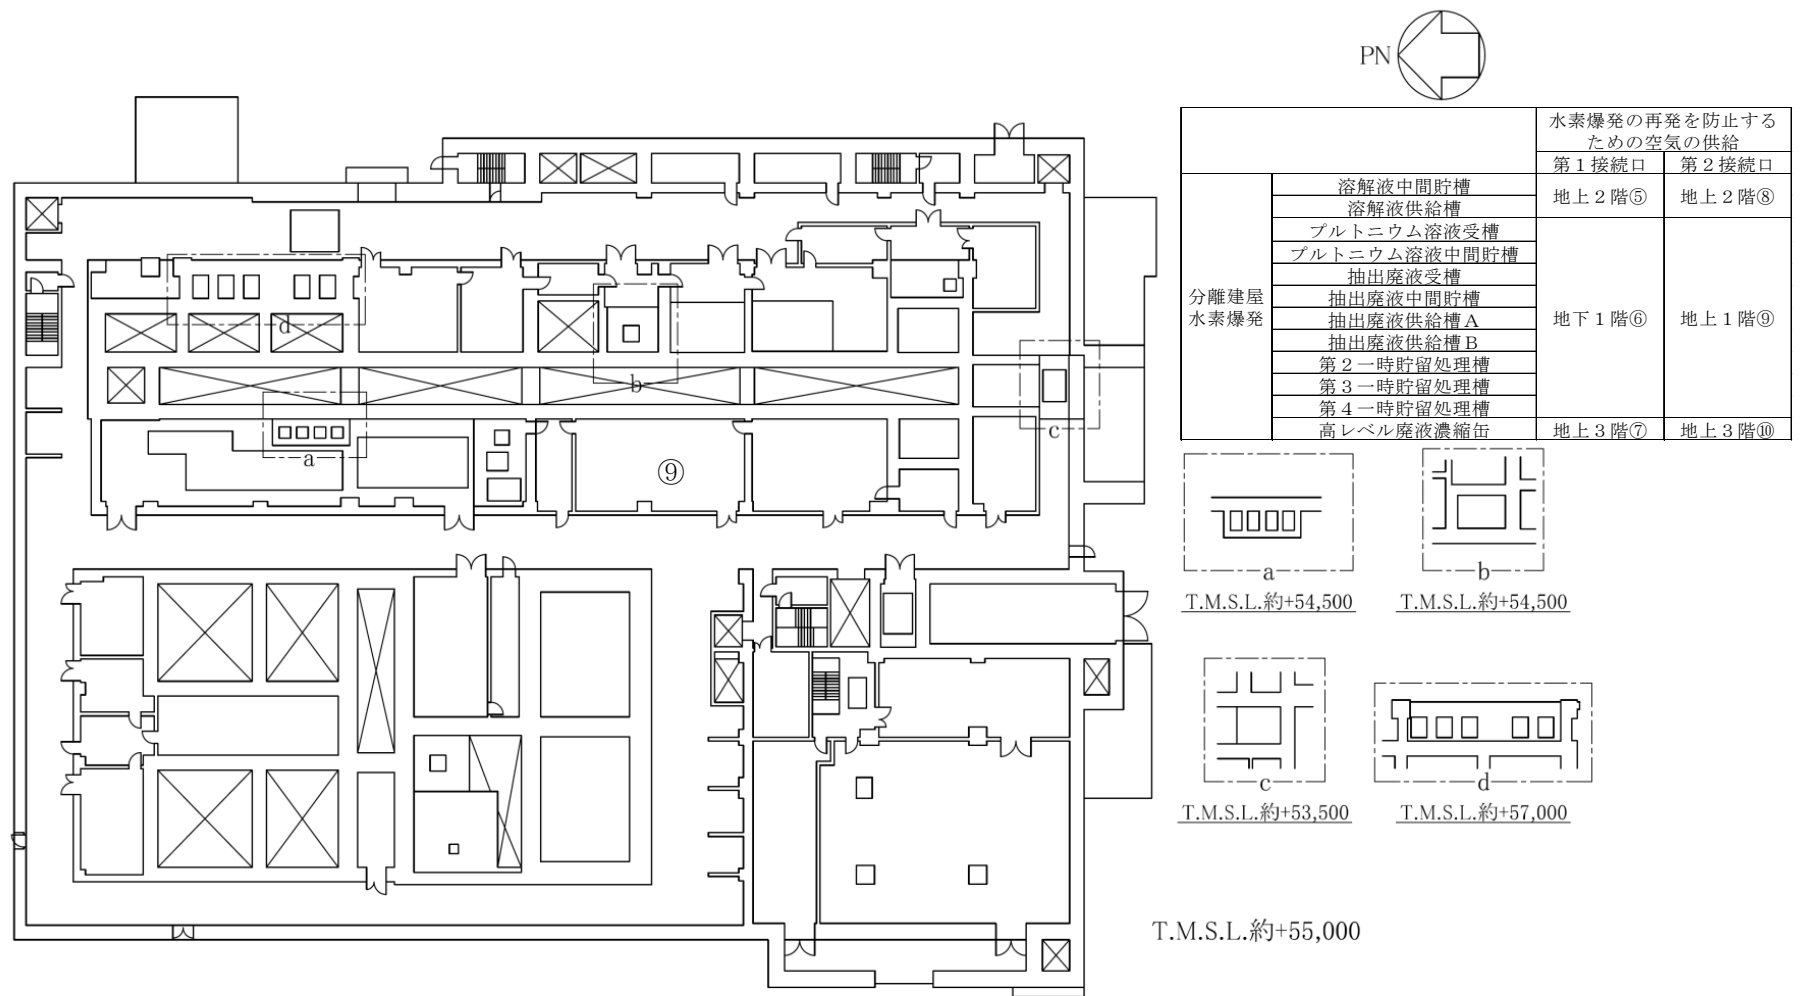 PN
水素爆発の再発を防止する
ための空気の供給
第１接続口 第２接続口
分離建屋
水素爆発
溶解液中間貯槽
溶解液供給槽
地上２階⑤ 地上２階⑧
プルトニウム溶液受槽
プルトニウム溶液中間貯槽
抽出廃液受槽
抽出廃液中間貯槽
抽出廃液供給槽Ａ
抽出廃液供給槽Ｂ
第２一時貯留処理槽
第３一時貯留処理槽
第４一時貯留処理槽
地下１階⑥ 地上１階⑨
高レベル廃液濃縮缶 地上３階⑦ 地上３階⑩
d
b
a
c
⑨
a
T.M.S.L.約+54,500
b
T.M.S.L.約+54,500
c
T.M.S.L.約+53,500
d
T.M.S.L.約+57,000
T.M.S.L.約+55,000